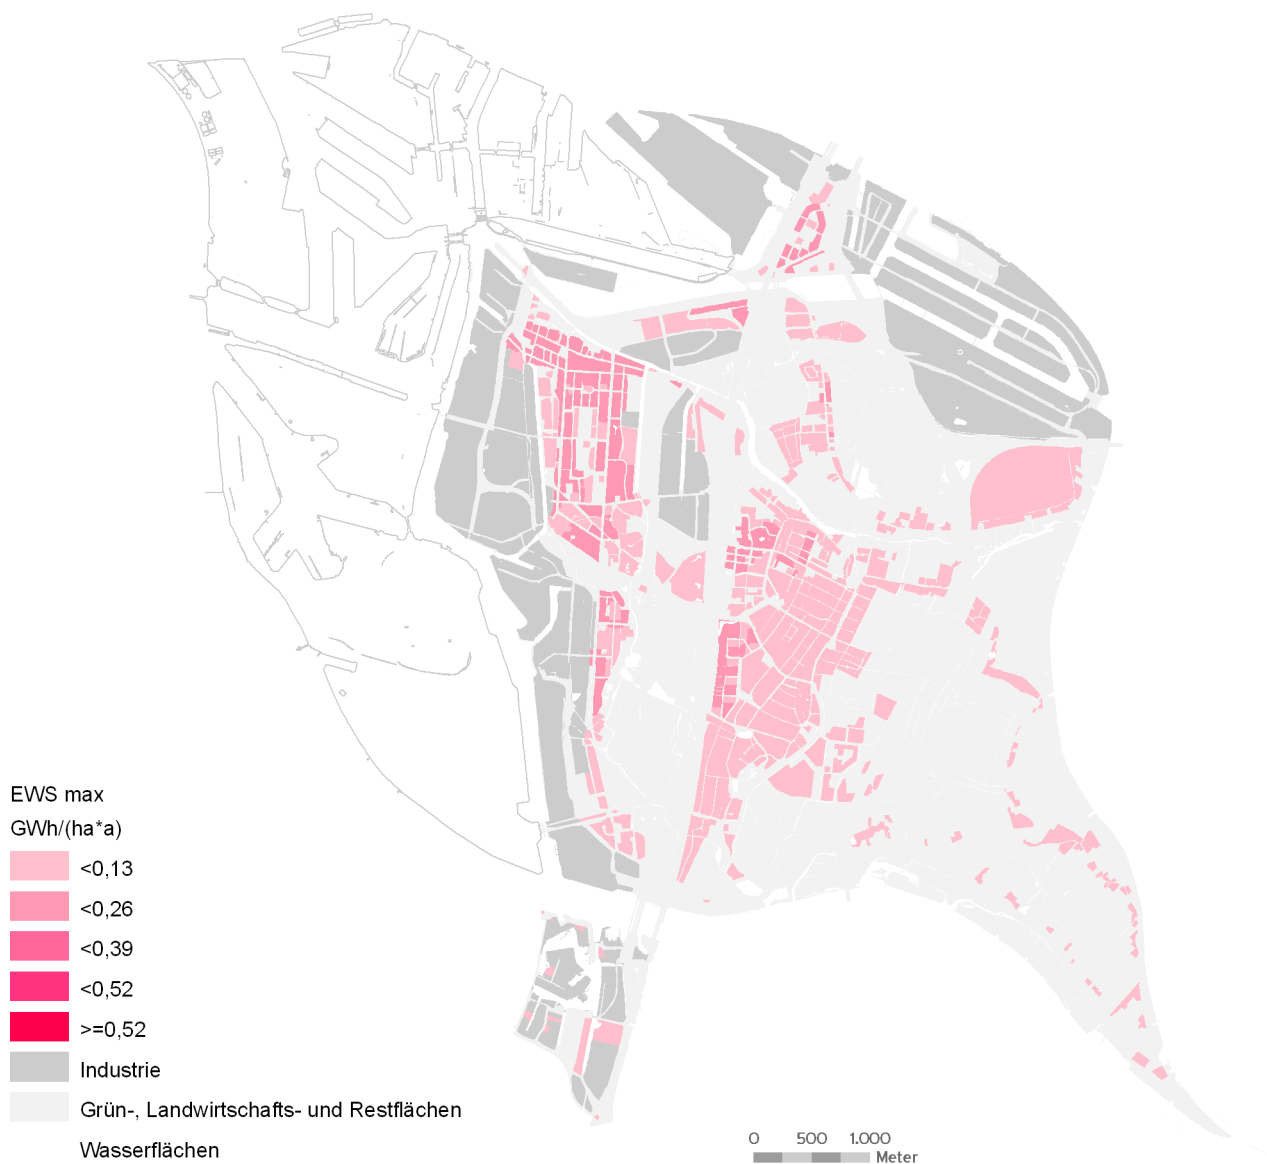 EWS max
GWh/(ha*a)
<0,13
<0,26
<0,39
<0,52
>=0,52
Industrie
Grün-, Landwirtschafts- und Restflächen
Wasserflächen
0 500 1.000
Meter